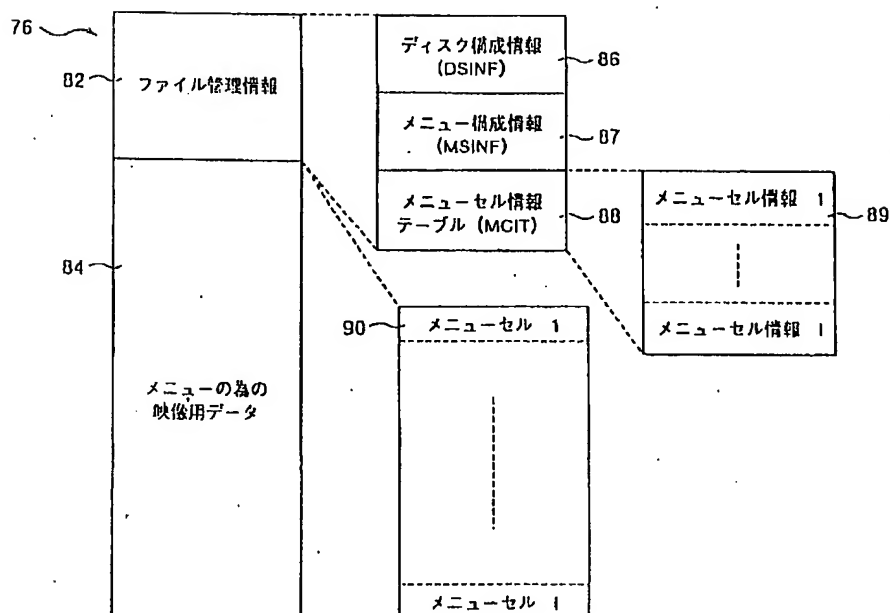 76
82
ファイル管理情報
84
メニューの為の
映像用データ
ディスク構成情報
(DSINF)
86
メニュー構成情報
(MSINF)
87
メニューセル情報
テーブル (MCIT)
88
メニューセル情報 1
89
メニューセル情報 I
90
メニューセル 1
メニューセル I